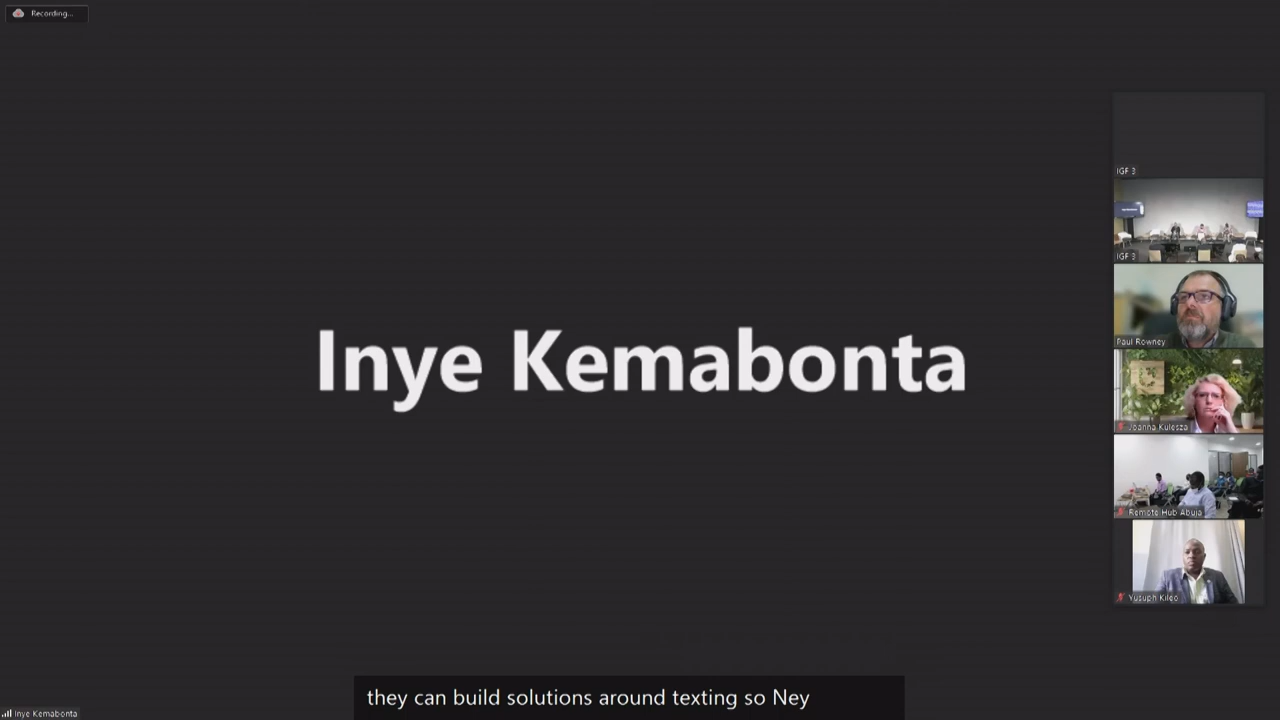 Recording...
IGF 3
IGF 3
Paul Rowney
Joanna Kulesza
Remote Hub Abuja
Yusuph Kileo
Inye Kemabonta
they can build solutions around texting so Ney
Inye Kemabonta